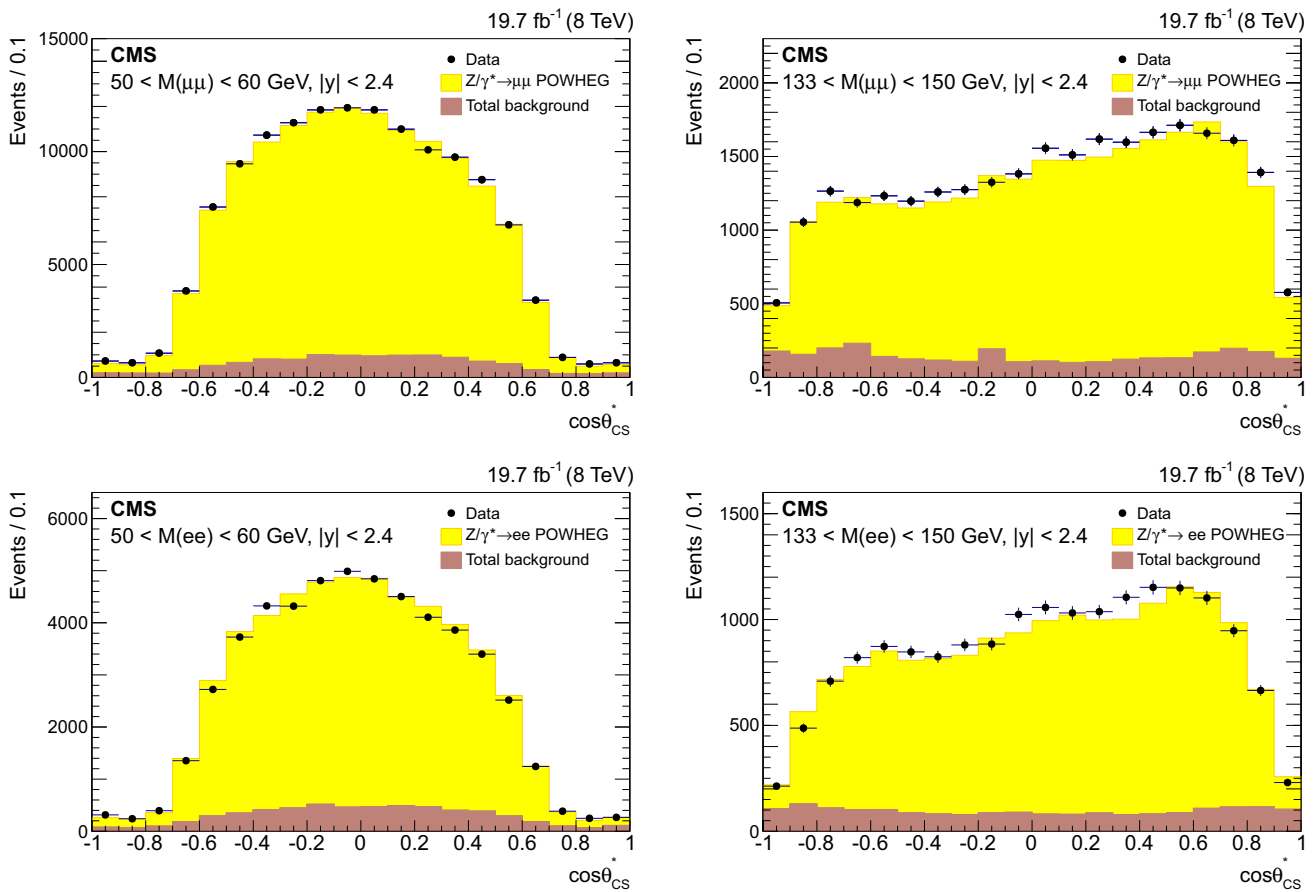 19.7 fb⁻¹ (8 TeV)
CMS
50 < M(μμ) < 60 GeV, |y| < 2.4
Data
Z/γ*→μμ POWHEG
Total background
Events / 0.1
15000
10000
5000
0
-1 -0.8 -0.6 -0.4 -0.2 0 0.2 0.4 0.6 0.8 1
cosθ*CS
19.7 fb⁻¹ (8 TeV)
CMS
133 < M(μμ) < 150 GeV, |y| < 2.4
Data
Z/γ*→μμ POWHEG
Total background
Events / 0.1
2000
1500
1000
500
0
-1 -0.8 -0.6 -0.4 -0.2 0 0.2 0.4 0.6 0.8 1
cosθ*CS
19.7 fb⁻¹ (8 TeV)
CMS
50 < M(ee) < 60 GeV, |y| < 2.4
Data
Z/γ*→ee POWHEG
Total background
Events / 0.1
6000
4000
2000
0
-1 -0.8 -0.6 -0.4 -0.2 0 0.2 0.4 0.6 0.8 1
cosθ*CS
19.7 fb⁻¹ (8 TeV)
CMS
133 < M(ee) < 150 GeV, |y| < 2.4
Data
Z/γ*→ ee POWHEG
Total background
Events / 0.1
1500
1000
500
0
-1 -0.8 -0.6 -0.4 -0.2 0 0.2 0.4 0.6 0.8 1
cosθ*CS